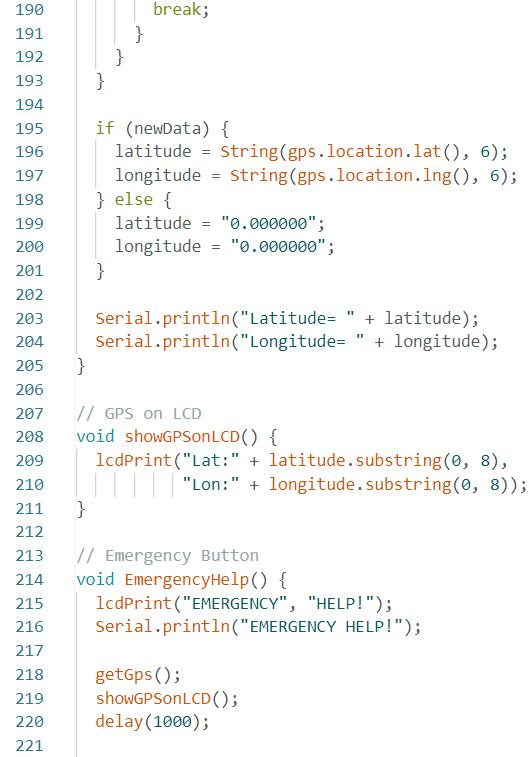 190 break;
191 }
192 }
193 }
194
195 if (newData) {
196 latitude = String(gps.location.lat(), 6);
197 longitude = String(gps.location.lng(), 6);
198 } else {
199 latitude = "0.000000";
200 longitude = "0.000000";
201 }
202
203 Serial.println("Latitude= " + latitude);
204 Serial.println("Longitude= " + longitude);
205 }
206
207 // GPS on LCD
208 void showGPSonLCD() {
209 lcdPrint("Lat:" + latitude.substring(0, 8),
210 "Lon:" + longitude.substring(0, 8));
211 }
212
213 // Emergency Button
214 void EmergencyHelp() {
215 lcdPrint("EMERGENCY", "HELP!");
216 Serial.println("EMERGENCY HELP!");
217
218 getGps();
219 showGPSonLCD();
220 delay(1000);
221